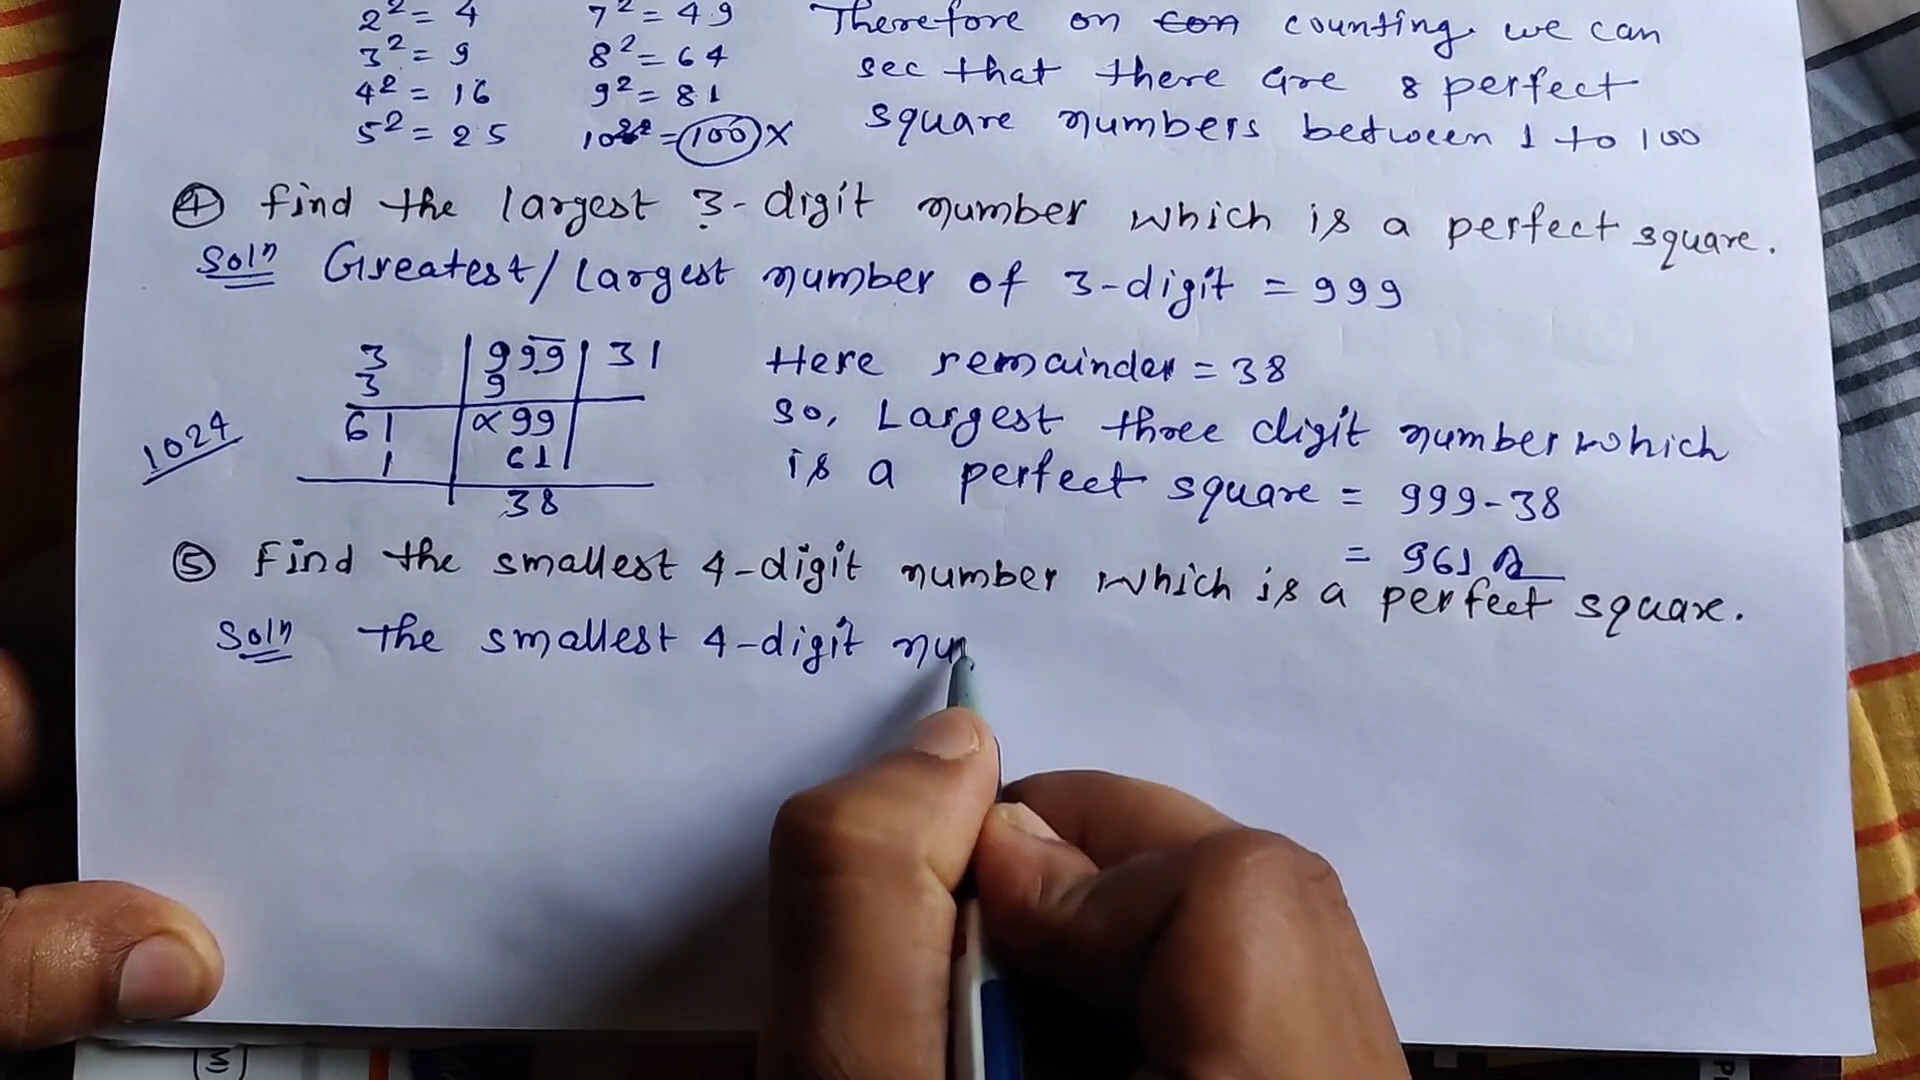 2² = 4 7² = 49 Therefore on counting we can
3² = 9 8² = 64 see that there are 8 perfect
4² = 16 9² = 81 square numbers between 1 to 100
5² = 25 10² = 100 ×
④ find the largest 3-digit number which is a perfect square.
Solⁿ Greatest/largest number of 3-digit = 999
3 999 31 Here remainder = 38
3 9
61 ×99 so, Largest three digit number which
1024
1 61 is a perfect square = 999-38
38
= 961
⑤ Find the smallest 4-digit number which is a perfect square.
Solⁿ The smallest 4-digit num